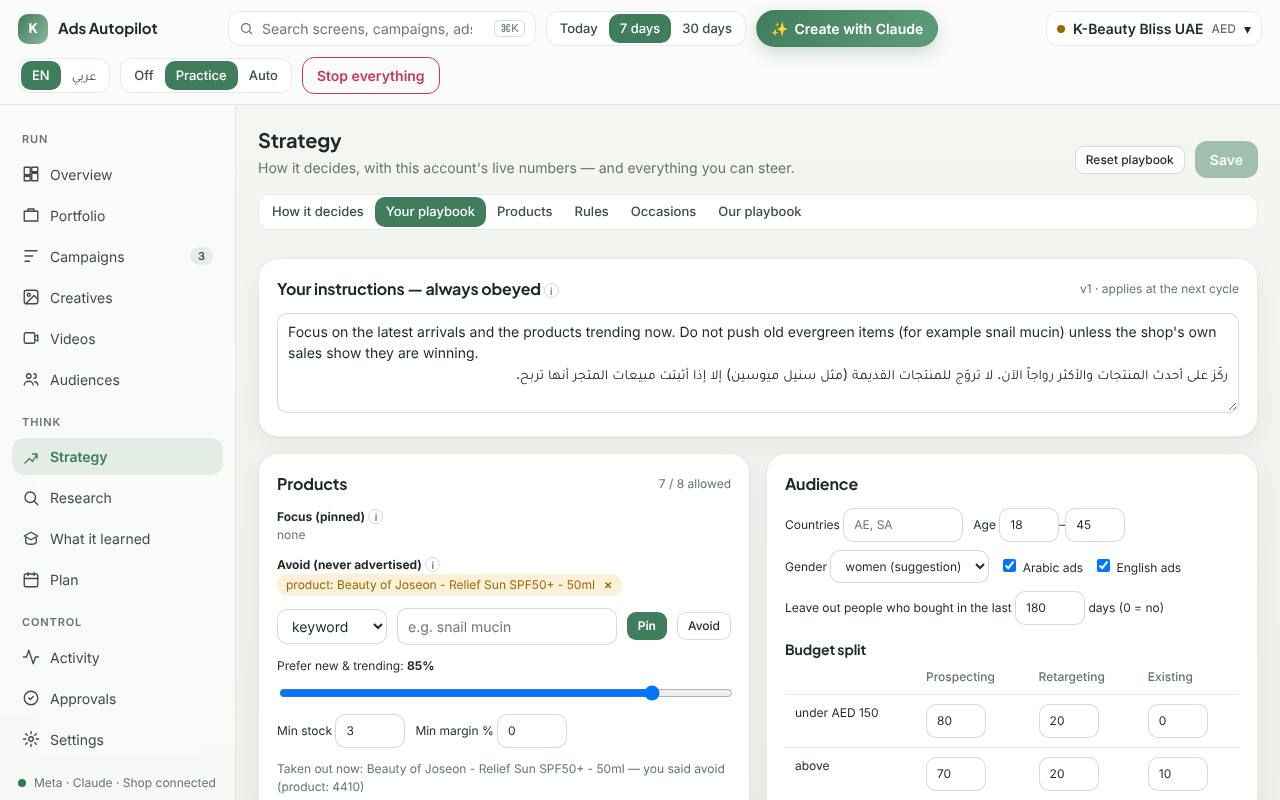 K Ads Autopilot
Search screens, campaigns, ads ⌘K
Today 7 days 30 days
✨ Create with Claude
K-Beauty Bliss UAE AED ▾
EN عربي
Off Practice Auto
Stop everything
RUN
Overview
Portfolio
Campaigns 3
Creatives
Videos
Audiences
THINK
Strategy
Research
What it learned
Plan
CONTROL
Activity
Approvals
Settings
Meta · Claude · Shop connected
Strategy
How it decides, with this account's live numbers — and everything you can steer.
Reset playbook Save
How it decides Your playbook Products Rules Occasions Our playbook
Your instructions — always obeyed i
v1 · applies at the next cycle
Focus on the latest arrivals and the products trending now. Do not push old evergreen items (for example snail mucin) unless the shop's own
sales show they are winning.
ركّز على أحدث المنتجات والأكثر رواجاً الآن. لا تروّج للمنتجات القديمة (مثل سنيل ميوسين) إلا إذا أثبتت مبيعات المتجر أنها تربح.
Products 7 / 8 allowed
Focus (pinned) i
none
Avoid (never advertised) i
product: Beauty of Joseon - Relief Sun SPF50+ - 50ml ×
keyword e.g. snail mucin Pin Avoid
Prefer new & trending: 85%
Min stock 3 Min margin % 0
Taken out now: Beauty of Joseon - Relief Sun SPF50+ - 50ml — you said avoid
(product: 4410)
Audience
Countries AE, SA Age 18 – 45
Gender women (suggestion) Arabic ads English ads
Leave out people who bought in the last 180 days (0 = no)
Budget split
Prospecting Retargeting Existing
under AED 150 80 20 0
above 70 20 10